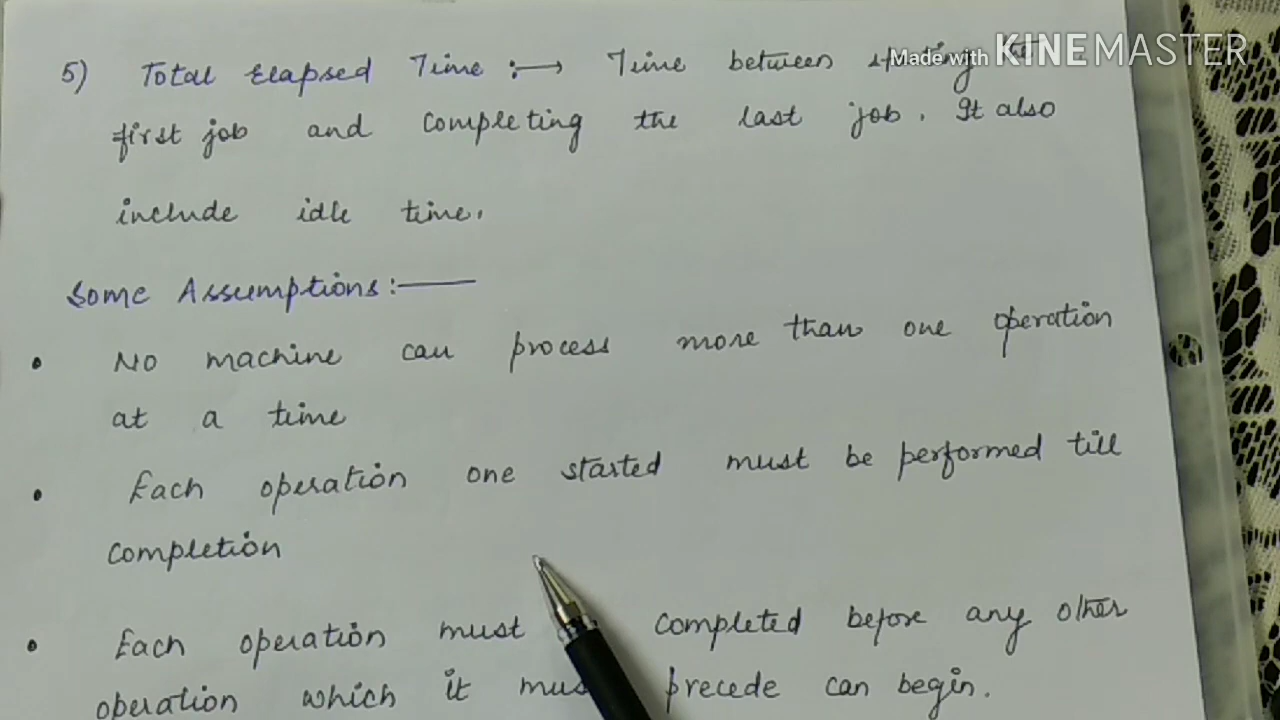 Made with KINEMASTER
5) Total Elapsed Time :→ Time between
first job and completing the last job. It also
include idle time.
Some Assumptions:—
• No machine can process more than one operation
at a time
• Each operation one started must be performed till
completion
• Each operation must completed before any other
operation which it must precede can begin.